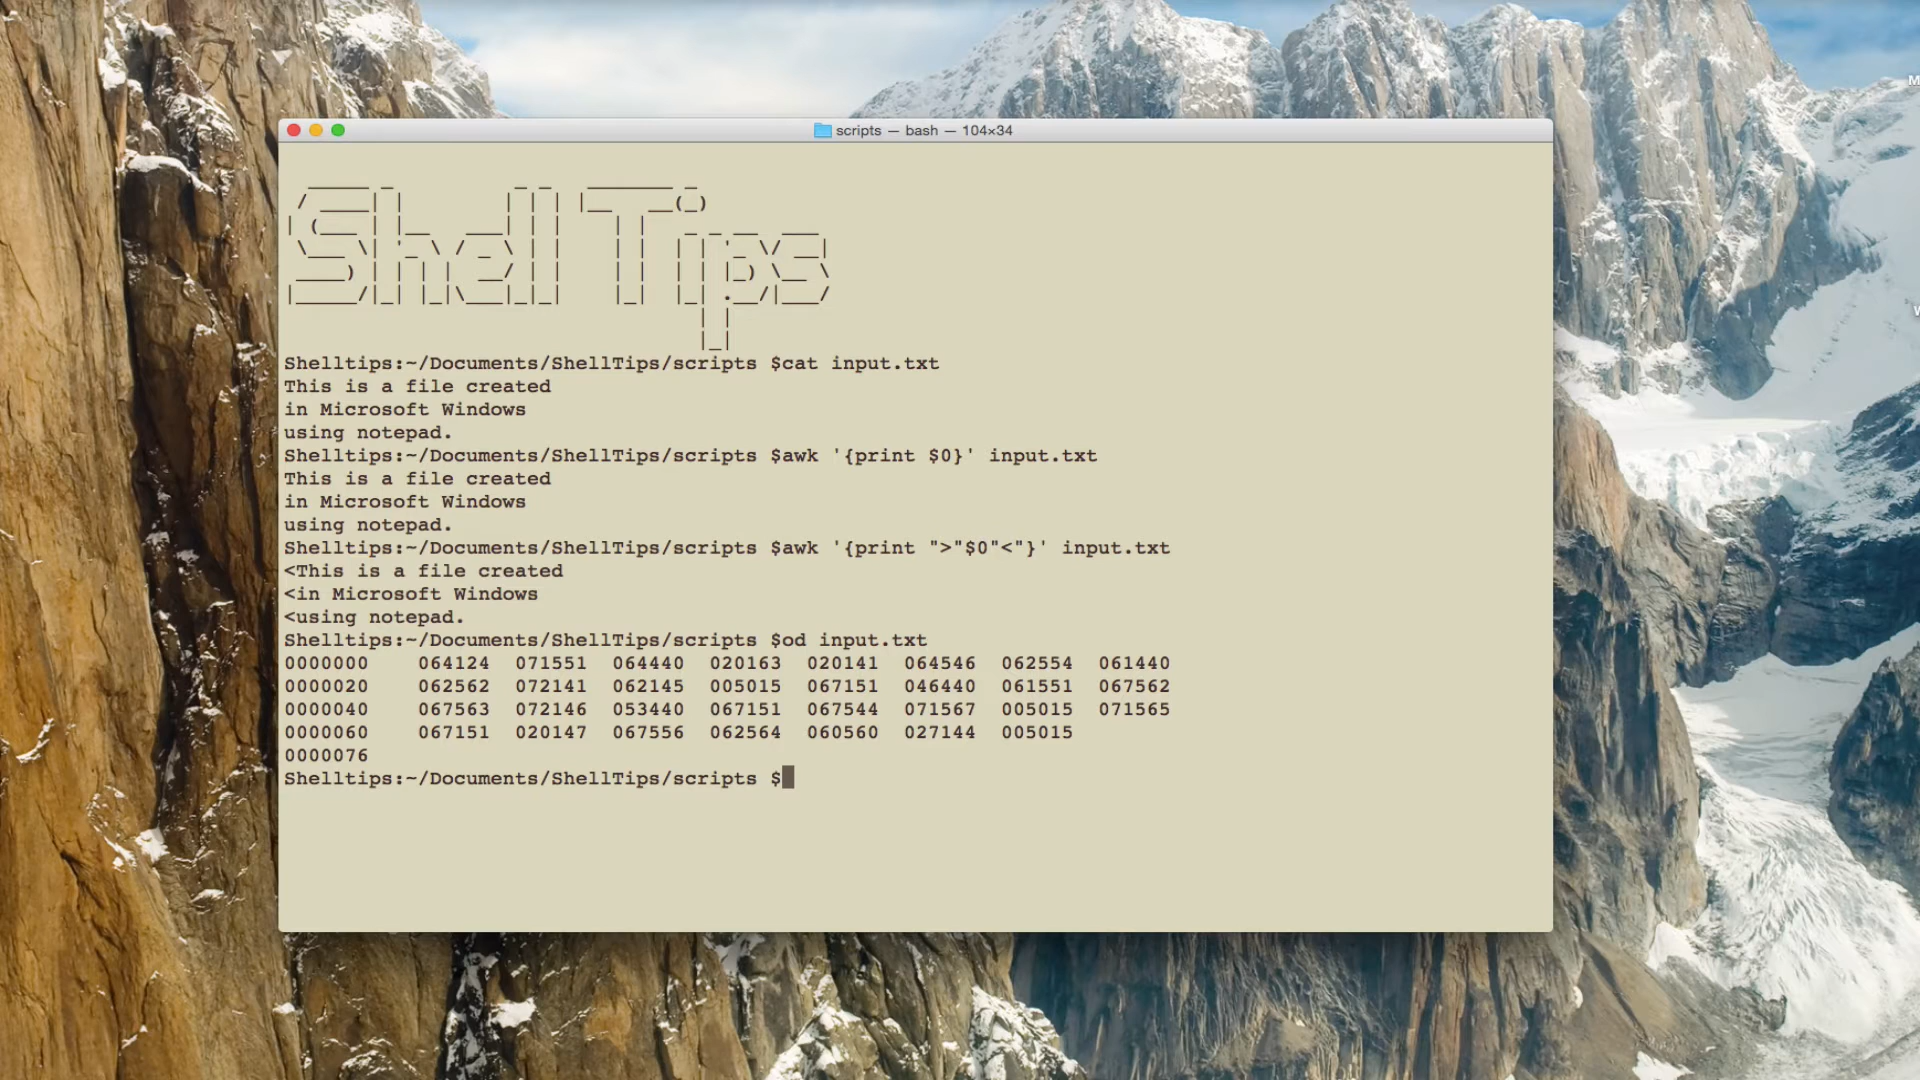 scripts — bash — 104×34
Shell Tips
Shelltips:~/Documents/ShellTips/scripts $cat input.txt
This is a file created
in Microsoft Windows
using notepad.
Shelltips:~/Documents/ShellTips/scripts $awk '{print $0}' input.txt
This is a file created
in Microsoft Windows
using notepad.
Shelltips:~/Documents/ShellTips/scripts $awk '{print ">"$0"<"}' input.txt
<This is a file created
<in Microsoft Windows
<using notepad.
Shelltips:~/Documents/ShellTips/scripts $od input.txt
0000000 064124 071551 064440 020163 020141 064546 062554 061440
0000020 062562 072141 062145 005015 067151 046440 061551 067562
0000040 067563 072146 053440 067151 067544 071567 005015 071565
0000060 067151 020147 067556 062564 060560 027144 005015
0000076
Shelltips:~/Documents/ShellTips/scripts $